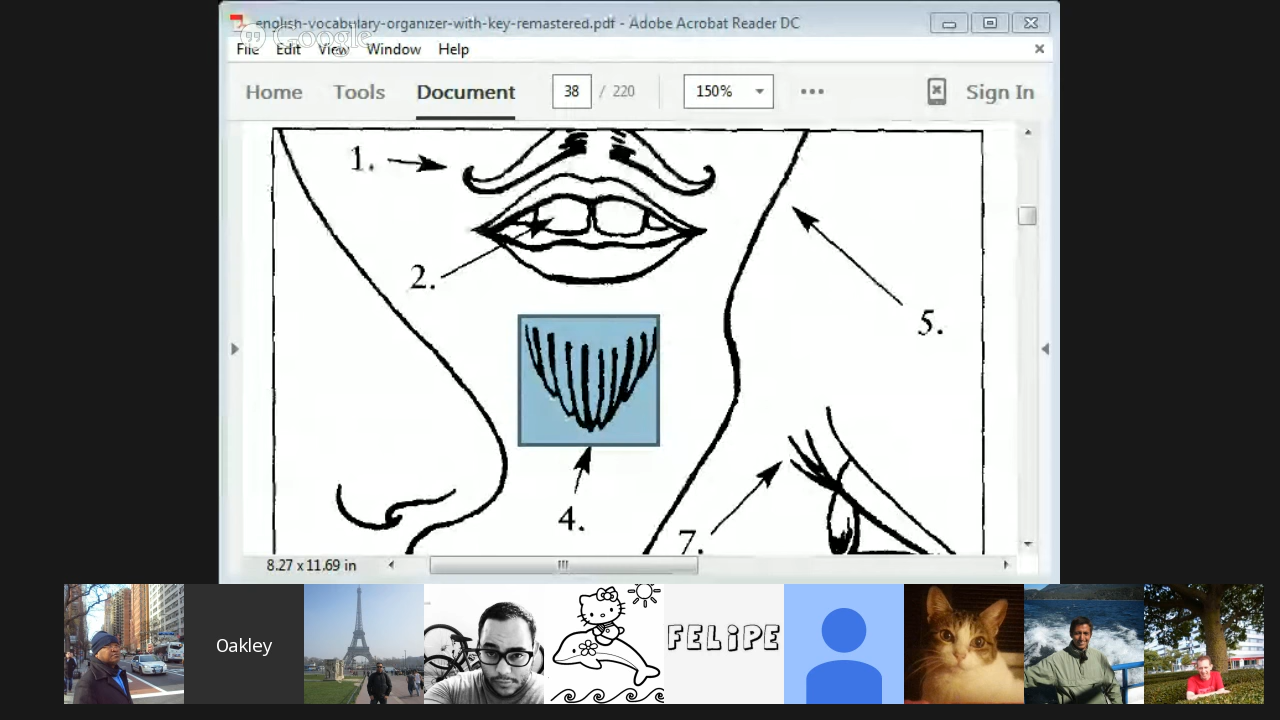 english-vocabulary-organizer-with-key-remastered.pdf - Adobe Acrobat Reader DC
Google
File Edit View Window Help
Home Tools Document 38 / 220 150% Sign In
1.
2.
5.
4.
7.
8.27 x 11.69 in
Oakley
FELiPE